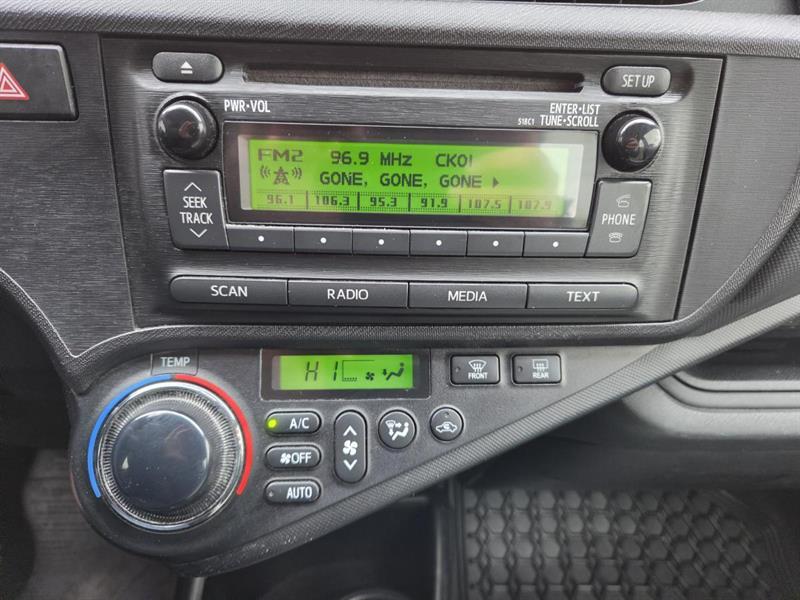 SET UP
PWR•VOL
ENTER•LIST
518C1 TUNE•SCROLL
FM2 96.9 MHz CKOI
GONE, GONE, GONE
96.1 106.3 95.3 91.9 107.5 107.9
SEEK
TRACK
PHONE
SCAN RADIO MEDIA TEXT
TEMP
HI
FRONT
REAR
A/C
OFF
AUTO